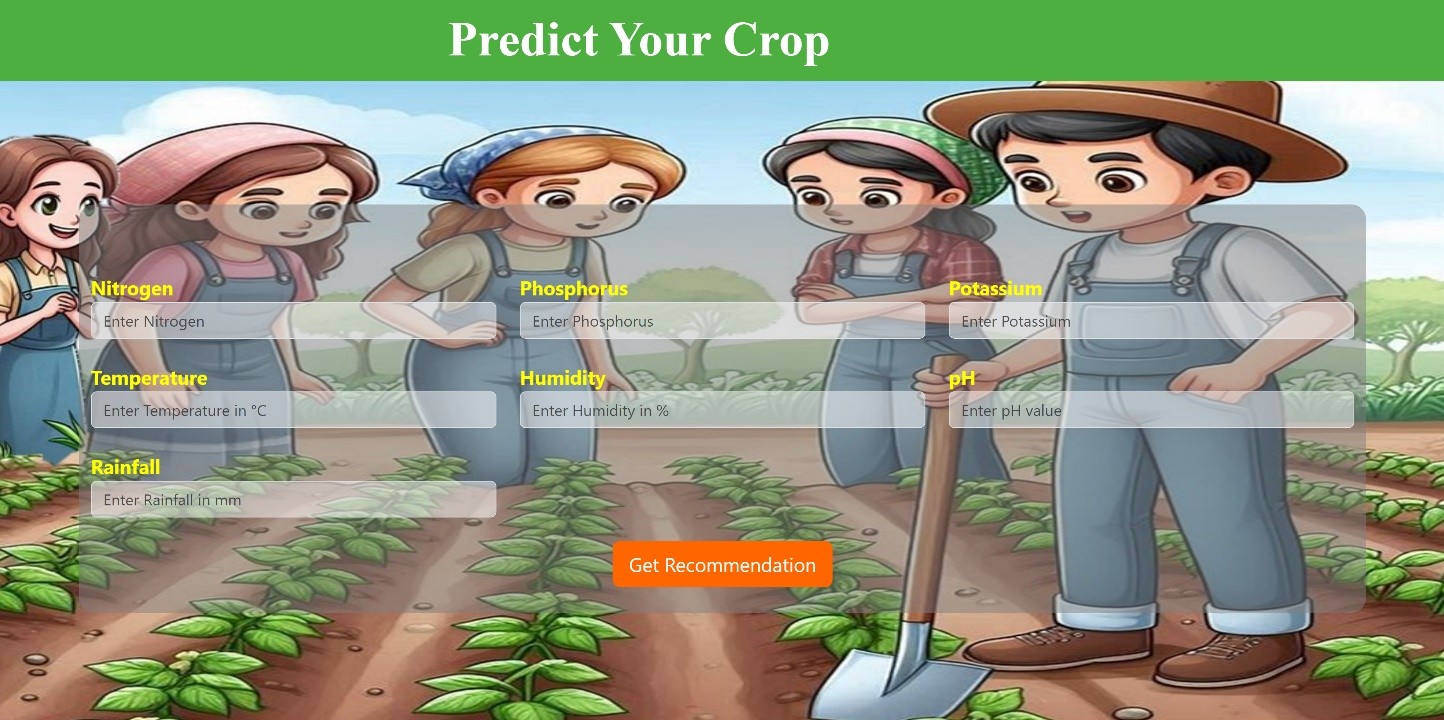 Predict Your Crop
Nitrogen
Enter Nitrogen
Phosphorus
Enter Phosphorus
Potassium
Enter Potassium
Temperature
Enter Temperature in °C
Humidity
Enter Humidity in %
pH
Enter pH value
Rainfall
Enter Rainfall in mm
Get Recommendation